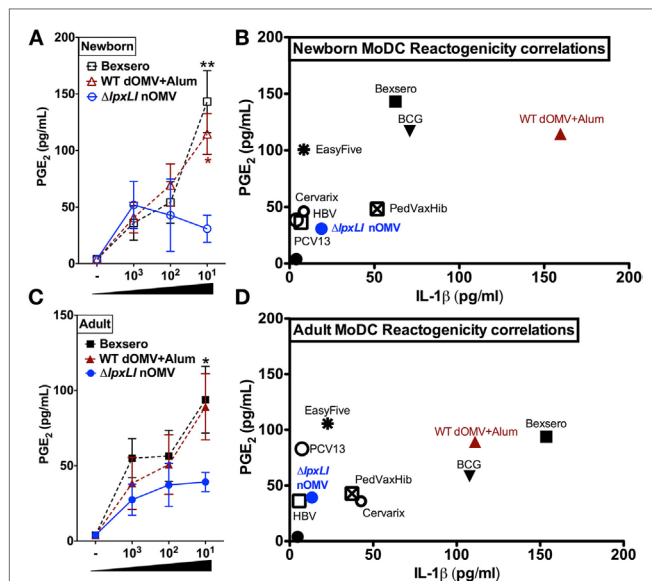 A
Newborn
Bexsero
WT dOMV+Alum
ΔlpxLI nOMV
**
*
PGE₂ (pg/mL)
200
150
100
50
0
-
10³
10²
10¹
B
Newborn MoDC Reactogenicity correlations
PGE₂ (pg/mL)
200
150
100
50
0
Bexsero
BCG
WT dOMV+Alum
EasyFive
Cervarix
HBV
PCV13
PedVaxHib
ΔlpxLI nOMV
0
50
100
150
200
IL-1β (pg/ml)
C
Adult
Bexsero
WT dOMV+Alum
ΔlpxLI nOMV
*
PGE₂ (pg/mL)
150
100
50
0
-
10³
10²
10¹
D
Adult MoDC Reactogenicity correlations
PGE₂ (pg/mL)
200
150
100
50
0
EasyFive
PCV13
WT dOMV+Alum
Bexsero
BCG
ΔlpxLI
nOMV
PedVaxHib
HBV
Cervarix
0
50
100
150
200
IL-1β (pg/ml)